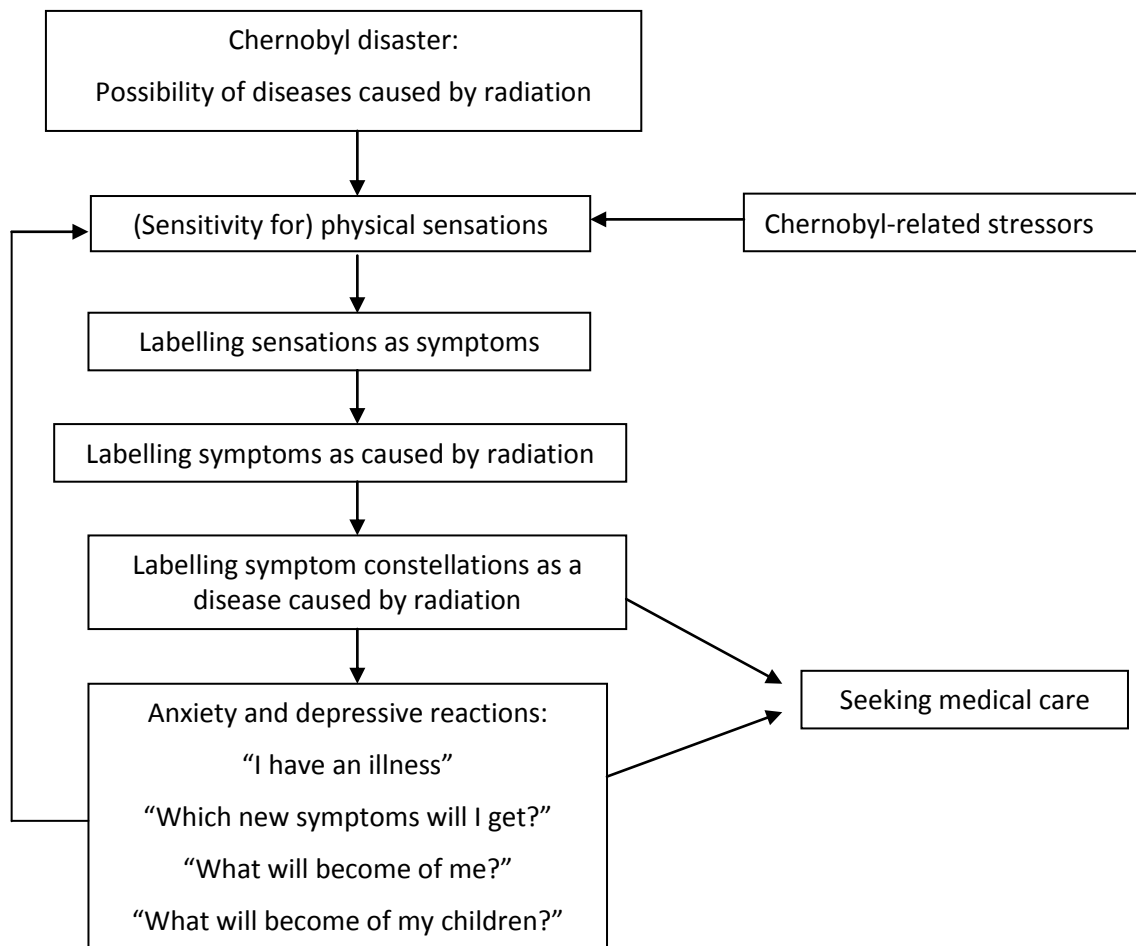 Chernobyl disaster:
Possibility of diseases caused by radiation
(Sensitivity for) physical sensations
Chernobyl-related stressors
Labelling sensations as symptoms
Labelling symptoms as caused by radiation
Labelling symptom constellations as a
disease caused by radiation
Seeking medical care
Anxiety and depressive reactions:
“I have an illness”
“Which new symptoms will I get?”
“What will become of me?”
“What will become of my children?”